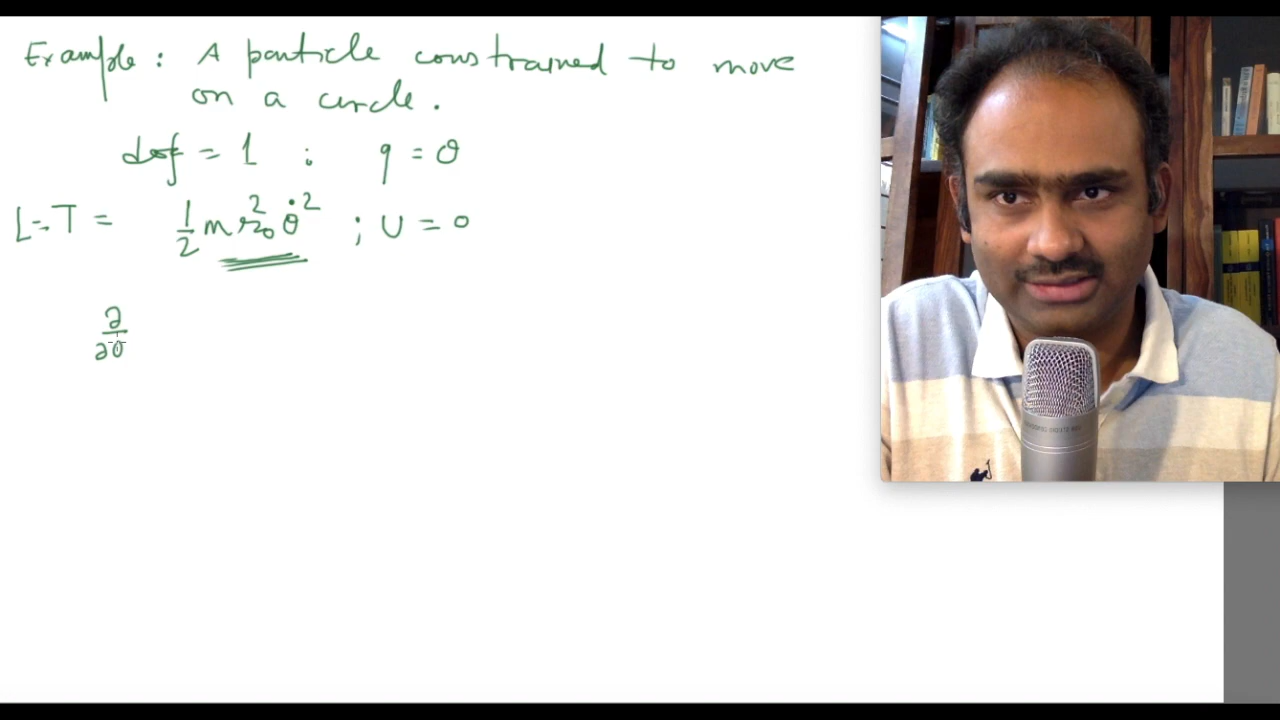 Example: A particle constrained to move
on a circle.
dof = 1 ; q = θ
L = T = 1/2 m r₀² θ̇² ; U = 0
∂/∂θ